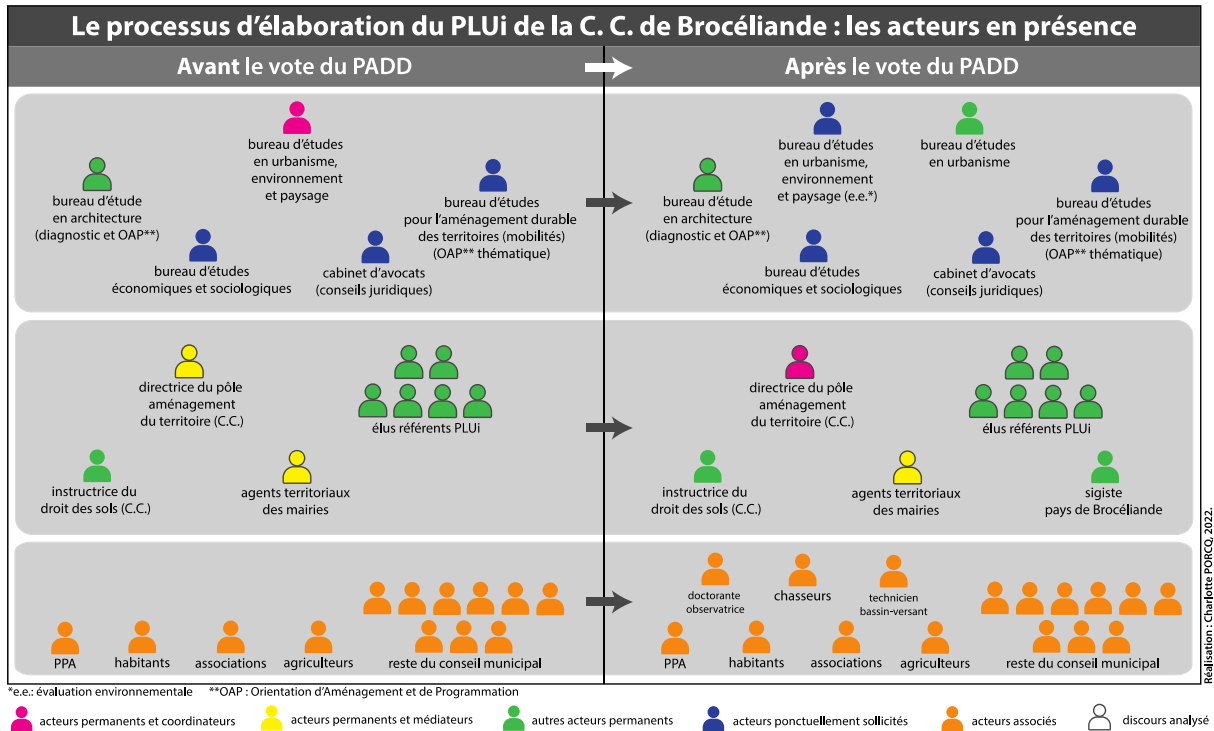 Le processus d'élaboration du PLUi de la C. C. de Brocéliande : les acteurs en présence
Avant le vote du PADD
Après le vote du PADD
bureau d'études
en urbanisme,
environnement
et paysage
bureau d'étude
en architecture
(diagnostic et OAP**)
bureau d'études
pour l'aménagement durable
des territoires (mobilités)
(OAP** thématique)
bureau d'études
économiques et sociologiques
cabinet d'avocats
(conseils juridiques)
bureau d'études
en urbanisme,
environnement
et paysage (e.e.*)
bureau d'études
en urbanisme
bureau d'étude
en architecture
(diagnostic et OAP**)
bureau d'études
pour l'aménagement durable
des territoires (mobilités)
(OAP** thématique)
bureau d'études
économiques et sociologiques
cabinet d'avocats
(conseils juridiques)
directrice du pôle
aménagement
du territoire (C.C.)
élus référents PLUi
instructrice du
droit des sols (C.C.)
agents territoriaux
des mairies
directrice du pôle
aménagement
du territoire (C.C.)
élus référents PLUi
instructrice du
droit des sols (C.C.)
agents territoriaux
des mairies
sigiste
pays de Brocéliande
PPA
habitants
associations
agriculteurs
reste du conseil municipal
doctorante
observatrice
chasseurs
technicien
bassin-versant
PPA
habitants
associations
agriculteurs
reste du conseil municipal
Réalisation : Charlotte PORCQ, 2022.
*e.e.: évaluation environnementale **OAP : Orientation d'Aménagement et de Programmation
acteurs permanents et coordinateurs
acteurs permanents et médiateurs
autres acteurs permanents
acteurs ponctuellement sollicités
acteurs associés
discours analysé